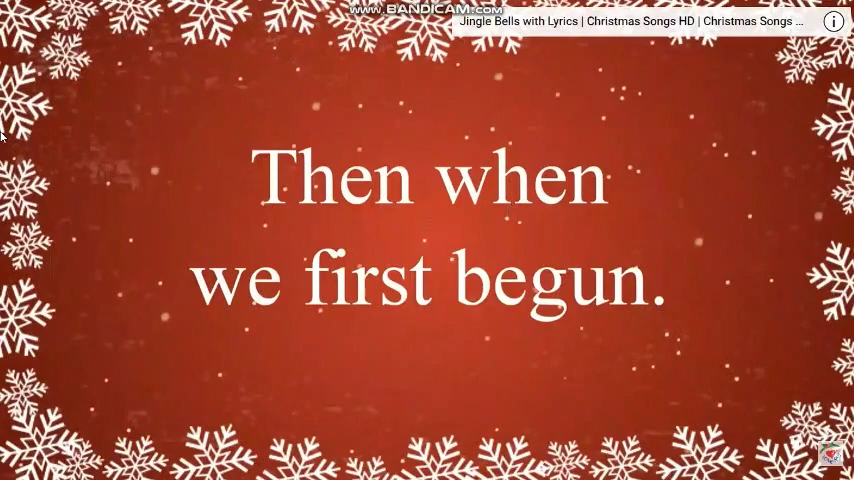 www.BANDICAM.com
Jingle Bells with Lyrics | Christmas Songs HD | Christmas Songs ...
Then when
we first begun.